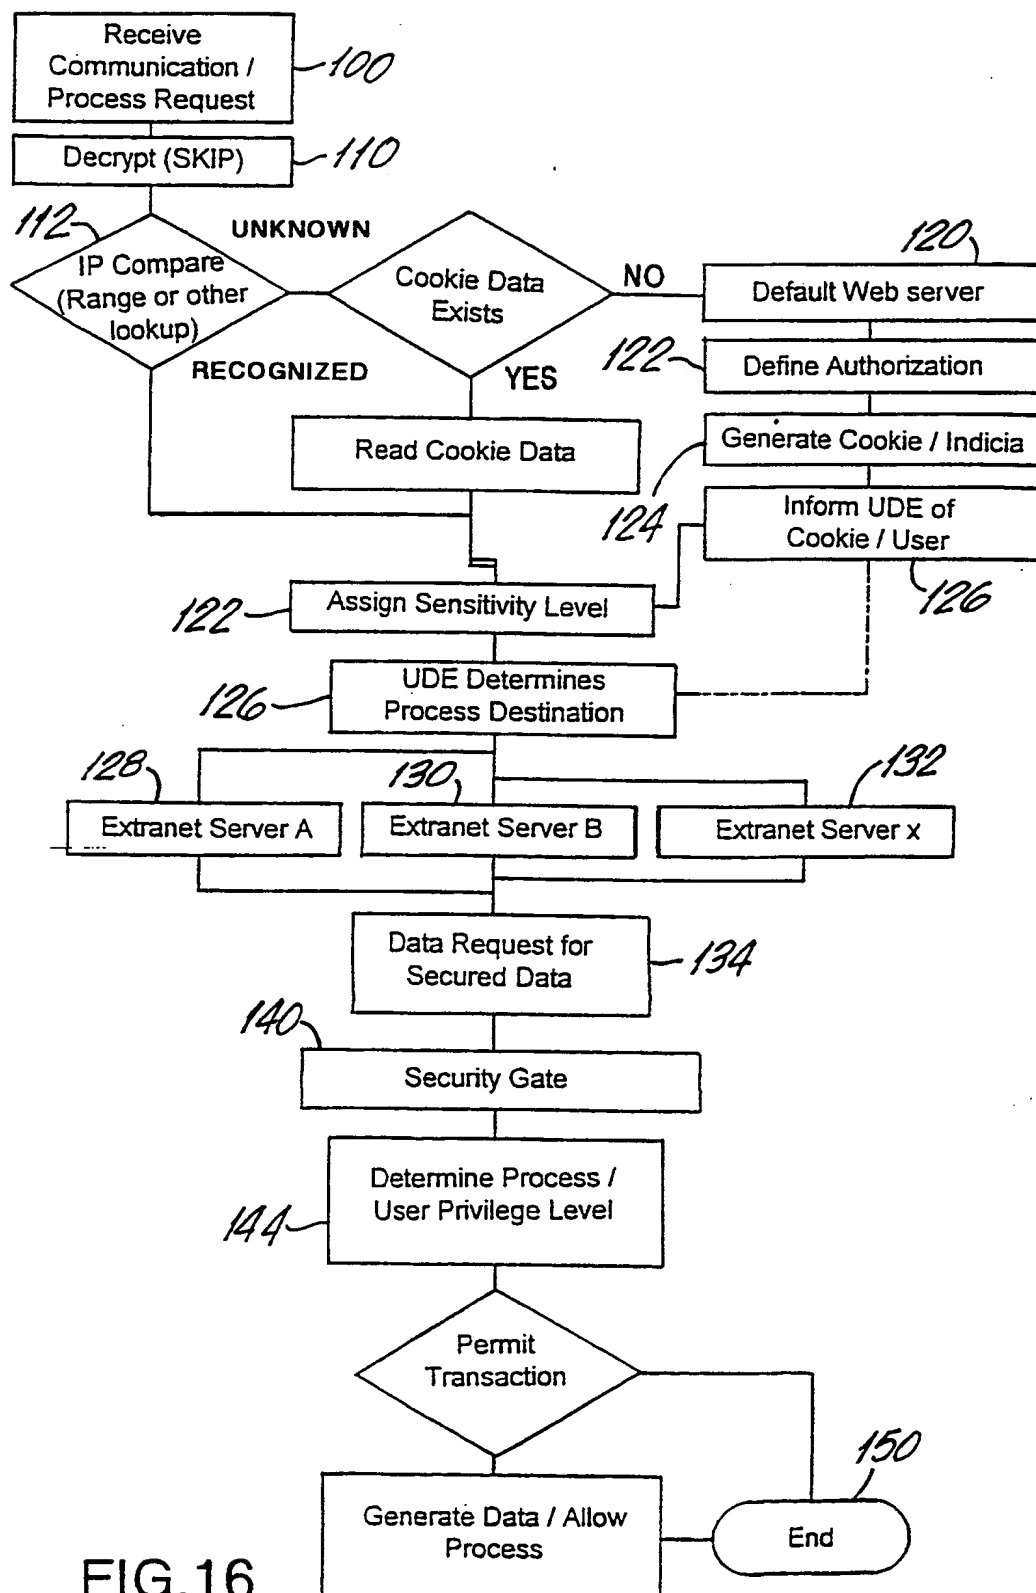 Receive
Communication /
Process Request
100
Decrypt (SKIP)
110
112
UNKNOWN
IP Compare
(Range or other
lookup)
Cookie Data
Exists
NO
120
Default Web server
RECOGNIZED
YES
122
Define Authorization
Read Cookie Data
Generate Cookie / Indicia
124
Inform UDE of
Cookie / User
126
122
Assign Sensitivity Level
126
UDE Determines
Process Destination
128
130
132
Extranet Server A
Extranet Server B
Extranet Server x
Data Request for
Secured Data
134
140
Security Gate
Determine Process /
User Privilege Level
144
Permit
Transaction
150
Generate Data / Allow
Process
End
FIG.16